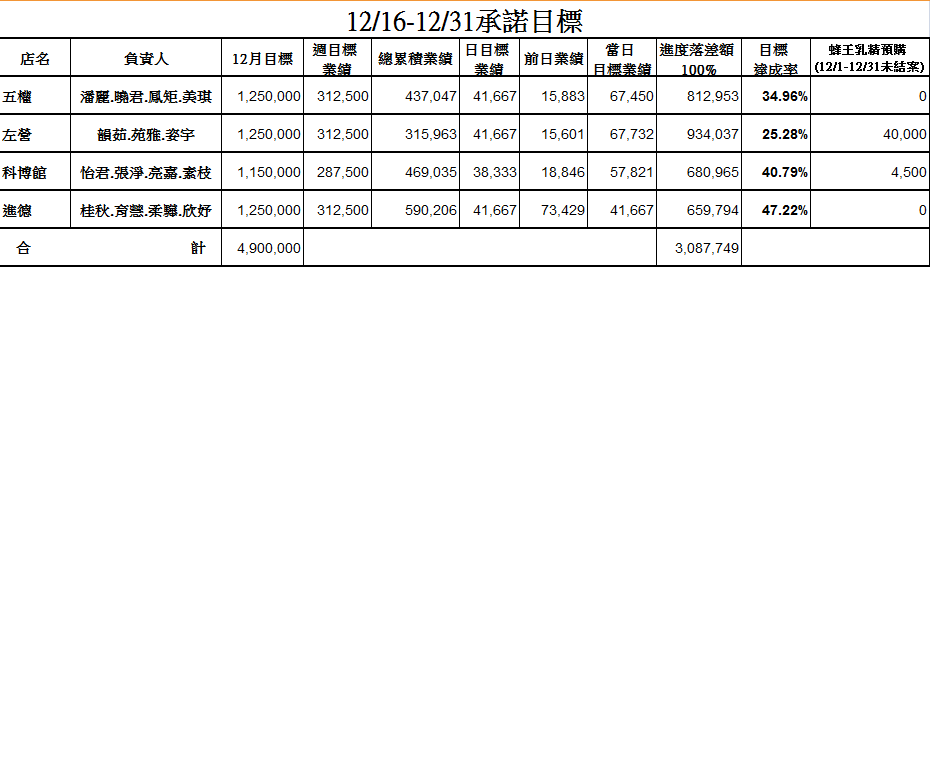 12/16-12/31承諾目標
店名 負責人 12月目標 週目標業績 總累積業績 日目標業績 前日業績 當日目標業績 進度落差額100% 目標達成率 蜂王乳精預購(12/1-12/31未結案)
五權 潘麗.曉君.鳳矩.美琪 1,250,000 312,500 437,047 41,667 15,883 67,450 812,953 34.96% 0
左營 韻茹.苑雅.姿宇 1,250,000 312,500 315,963 41,667 15,601 67,732 934,037 25.28% 40,000
科博館 怡君.張淨.亮嘉.素枝 1,150,000 287,500 469,035 38,333 18,846 57,821 680,965 40.79% 4,500
進德 桂秋.育慧.柔驊.欣妤 1,250,000 312,500 590,206 41,667 73,429 41,667 659,794 47.22% 0
合 計 4,900,000 3,087,749